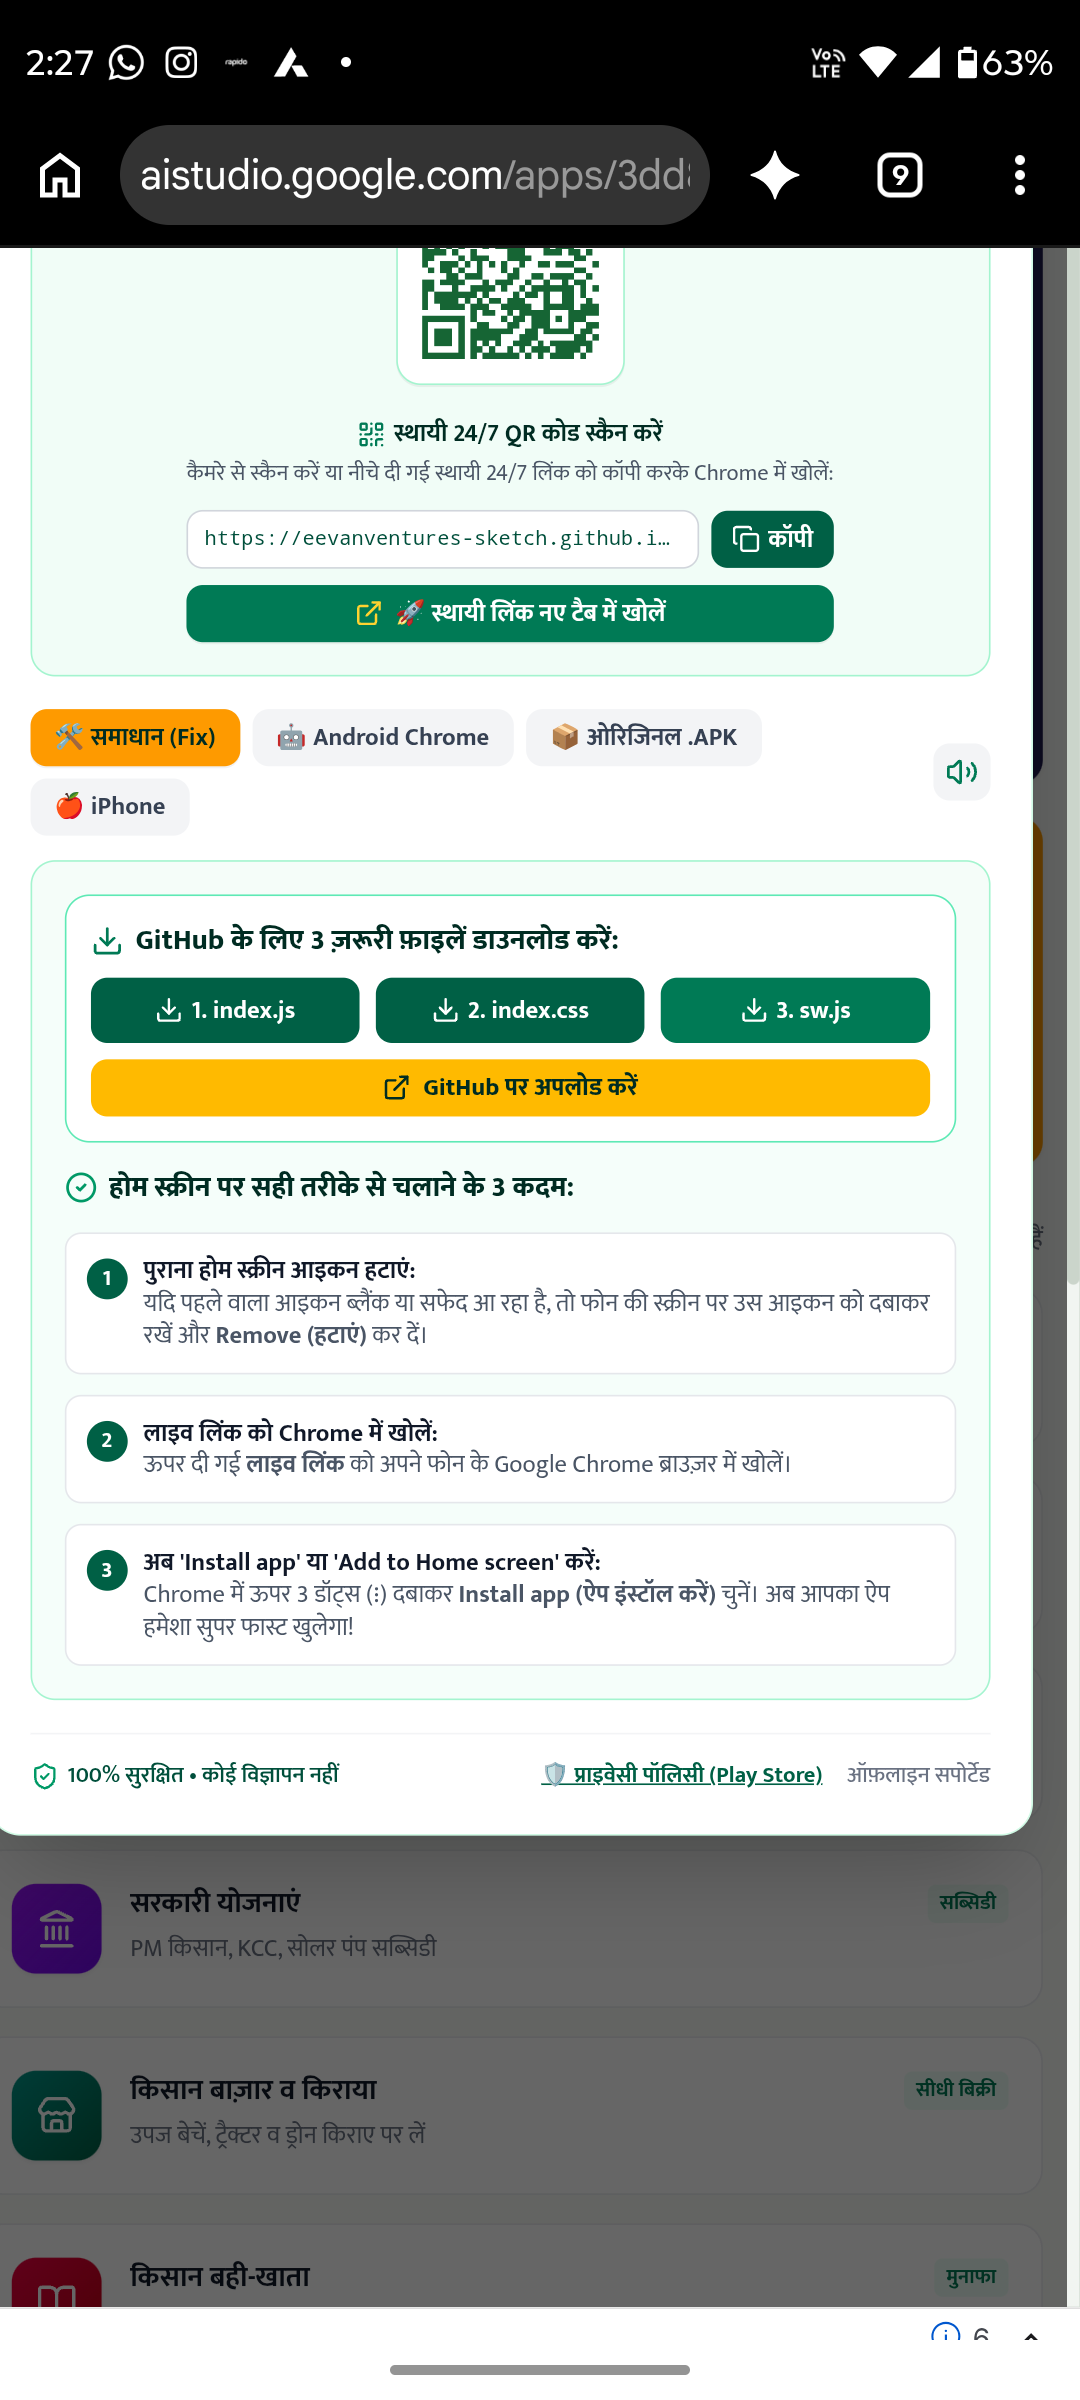 2:27
rapido
Vo LTE
63%
aistudio.google.com/apps/3dd
9
स्थायी 24/7 QR कोड स्कैन करें
कैमरे से स्कैन करें या नीचे दी गई स्थायी 24/7 लिंक को कॉपी करके Chrome में खोलें:
https://eevanventures-sketch.github.i…
कॉपी
🚀 स्थायी लिंक नए टैब में खोलें
🛠️ समाधान (Fix)
🤖 Android Chrome
📦 ओरिजिनल .APK
🍎 iPhone
GitHub के लिए 3 ज़रूरी फ़ाइलें डाउनलोड करें:
1. index.js
2. index.css
3. sw.js
GitHub पर अपलोड करें
होम स्क्रीन पर सही तरीके से चलाने के 3 कदम:
1
पुराना होम स्क्रीन आइकन हटाएं:
यदि पहले वाला आइकन ब्लैंक या सफेद आ रहा है, तो फोन की स्क्रीन पर उस आइकन को दबाकर
रखें और Remove (हटाएं) कर दें।
2
लाइव लिंक को Chrome में खोलें:
ऊपर दी गई लाइव लिंक को अपने फोन के Google Chrome ब्राउज़र में खोलें।
3
अब 'Install app' या 'Add to Home screen' करें:
Chrome में ऊपर 3 डॉट्स (⋮) दबाकर Install app (ऐप इंस्टॉल करें) चुनें। अब आपका ऐप
हमेशा सुपर फास्ट खुलेगा!
100% सुरक्षित • कोई विज्ञापन नहीं
🛡️ प्राइवेसी पॉलिसी (Play Store)
ऑफ़लाइन सपोर्टेड
सरकारी योजनाएं
सब्सिडी
PM किसान, KCC, सोलर पंप सब्सिडी
किसान बाज़ार व किराया
सीधी बिक्री
उपज बेचें, ट्रैक्टर व ड्रोन किराए पर लें
किसान बही-खाता
मुनाफा